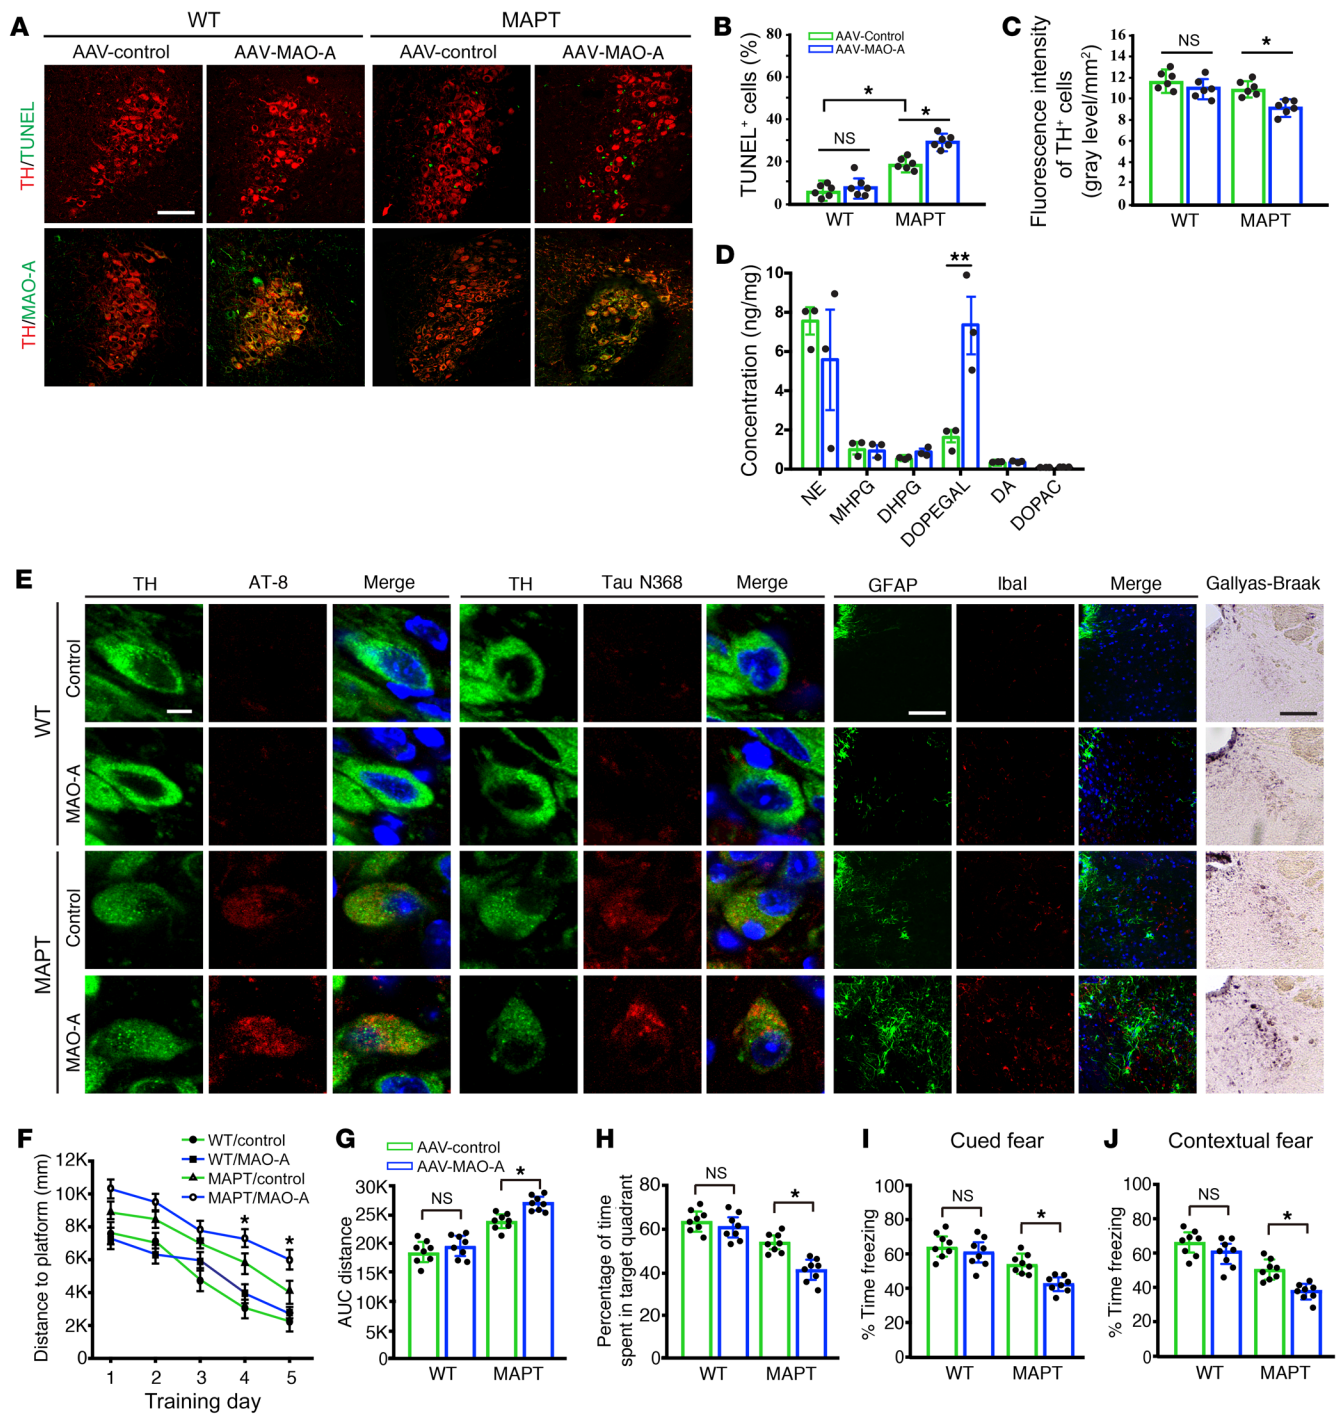 A
WT
MAPT
AAV-control
AAV-MAO-A
AAV-control
AAV-MAO-A
TH/TUNEL
TH/MAO-A
B
TUNEL+ cells (%)
80
60
40
20
0
AAV-Control
AAV-MAO-A
*
*
NS
WT
MAPT
C
Fluorescence intensity
of TH+ cells
(gray level/mm2)
16
14
12
10
8
6
4
2
0
NS
*
WT
MAPT
D
Concentration (ng/mg)
10
8
6
4
2
0
**
NE
MHPG
DHPG
DOPEGAL
DA
DOPAC
E
TH
AT-8
Merge
TH
Tau N368
Merge
GFAP
IbaI
Merge
Gallyas-Braak
WT
Control
MAO-A
MAPT
Control
MAO-A
F
Distance to platform (mm)
12K
10K
8K
6K
4K
2K
0
WT/control
WT/MAO-A
MAPT/control
MAPT/MAO-A
*
*
1 2 3 4 5
Training day
G
AAV-control
AAV-MAO-A
AUC distance
30K
25K
20K
15K
10K
5K
0
NS
*
WT
MAPT
H
Percentage of time
spent in target quadrant
80
60
40
20
0
NS
*
WT
MAPT
I
Cued fear
% Time freezing
100
80
60
40
20
0
NS
*
WT
MAPT
J
Contextual fear
% Time freezing
100
80
60
40
20
0
NS
*
WT
MAPT